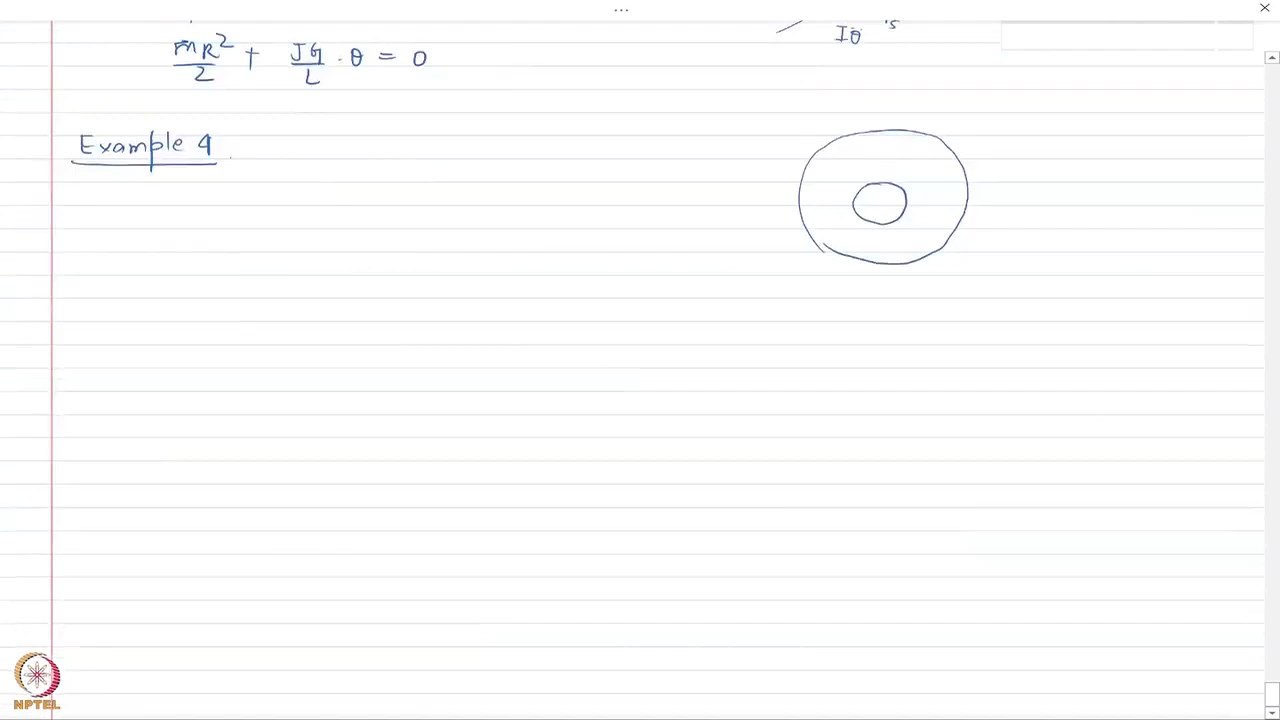 Iθ̈
mR²/2 + JG/L · θ = 0
Example 4
NPTEL